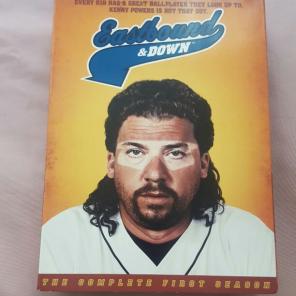 EVERY KID HAS A GREAT BALLPLAYER THEY LOOK UP TO.
KENNY POWERS IS NOT THAT GUY.
Eastbound
& DOWN
THE COMPLETE FIRST SEASON